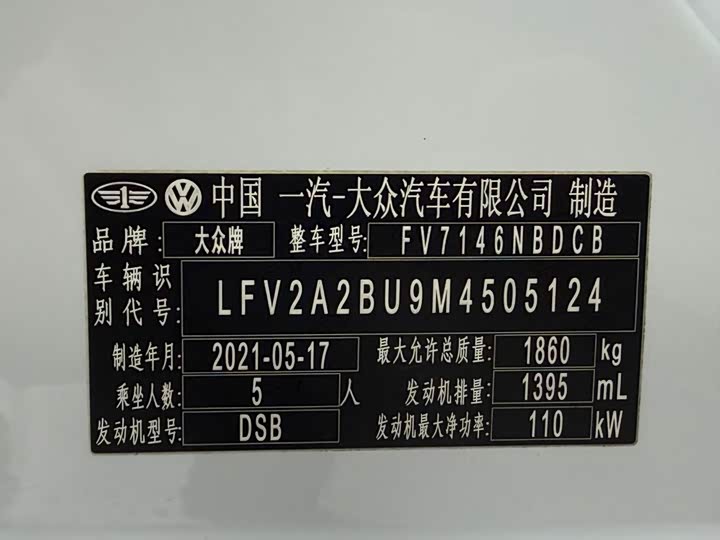 中国 一汽-大众汽车有限公司 制造
品牌: 大众牌 整车型号: FV7146NBDCB
车辆识别代号: LFV2A2BU9M4505124
制造年月: 2021-05-17 最大允许总质量: 1860 kg
乘坐人数: 5 人 发动机排量: 1395 mL
发动机型号: DSB 发动机最大净功率: 110 kW